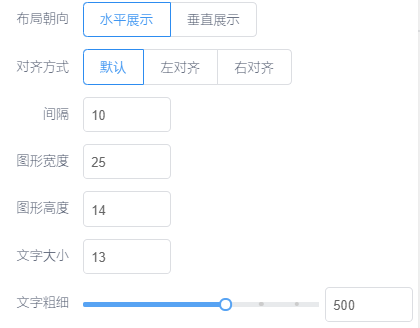 布局朝向 水平展示 垂直展示
对齐方式 默认 左对齐 右对齐
间隔 10
图形宽度 25
图形高度 14
文字大小 13
文字粗细 500